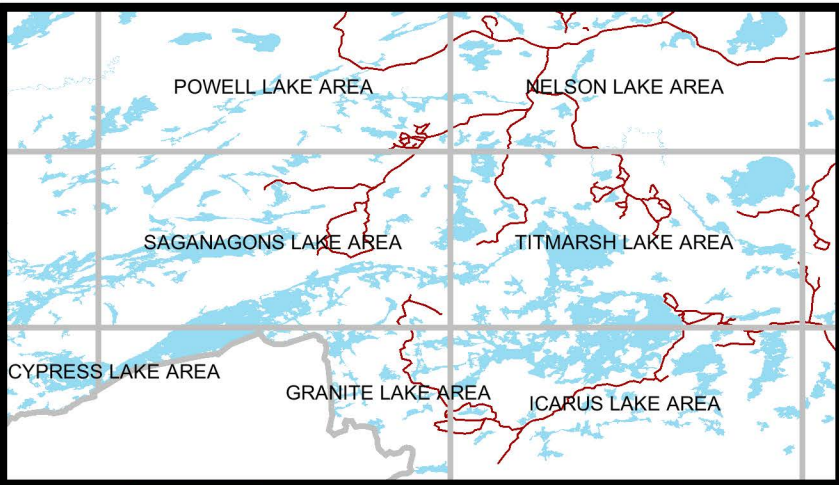 POWELL LAKE AREA
NELSON LAKE AREA
SAGANAGONS LAKE AREA
TITMARSH LAKE AREA
CYPRESS LAKE AREA
GRANITE LAKE AREA
ICARUS LAKE AREA